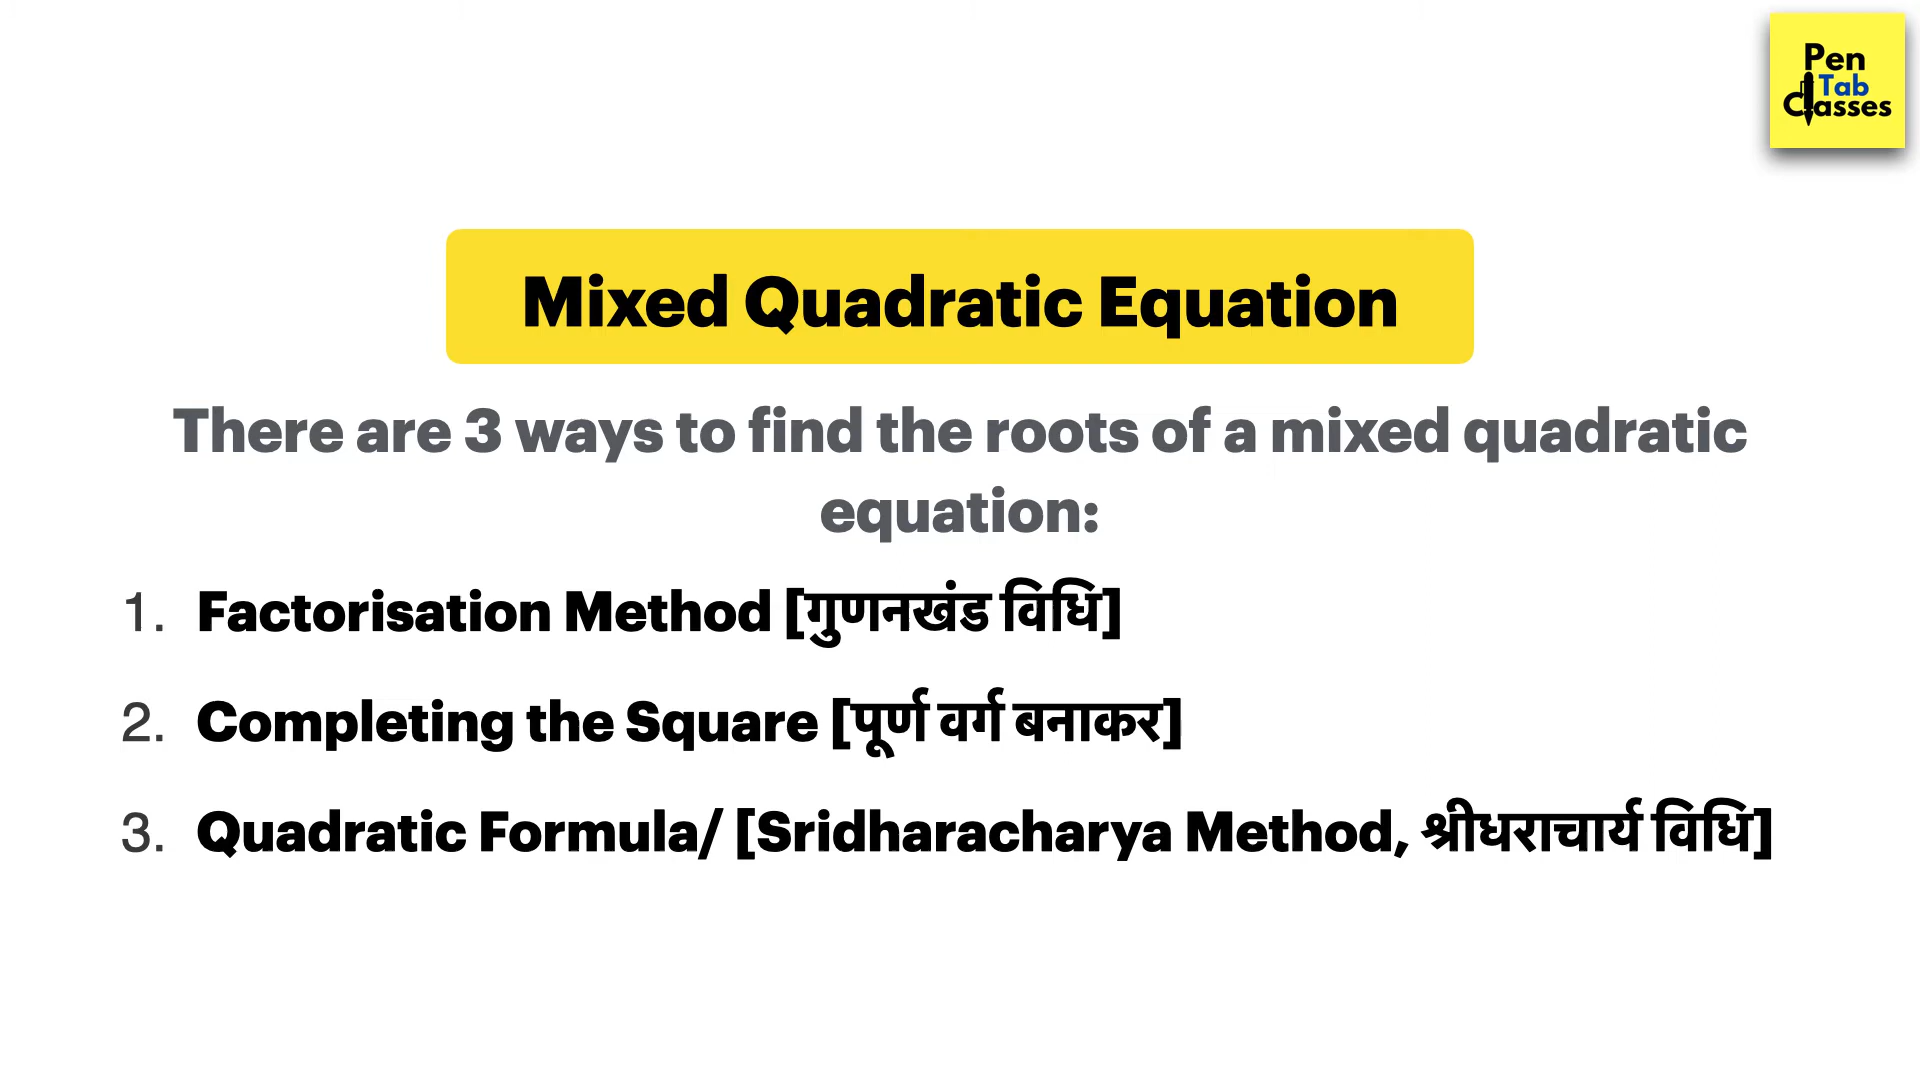 Pen
Tab
Classes
Mixed Quadratic Equation
There are 3 ways to find the roots of a mixed quadratic
equation:
1. Factorisation Method [गुणनखंड विधि]
2. Completing the Square [पूर्ण वर्ग बनाकर]
3. Quadratic Formula/ [Sridharacharya Method, श्रीधराचार्य विधि]